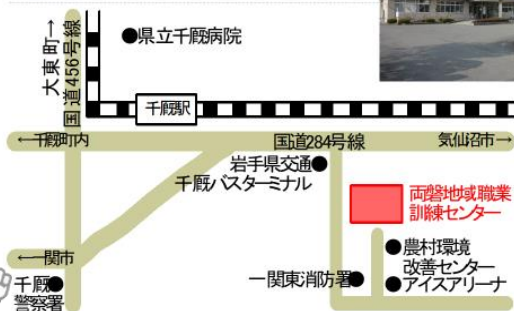 大東町→
国道456号線
●県立千厩病院
千厩駅
←千厩町内
国道284号線
気仙沼市→
岩手県交通●
千厩バスターミナル
両磐地域職業
訓練センター
←一関市
●農村環境
改善センター
千厩●
警察署
一関東消防署●
●アイスアリーナ